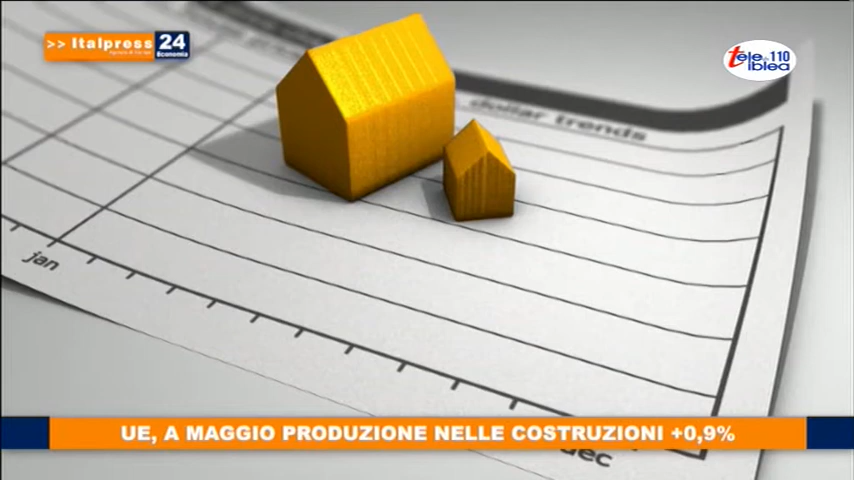 >> Italpress 24
Economia
tele 110
iblea
dollar trends
jan
UE, A MAGGIO PRODUZIONE NELLE COSTRUZIONI +0,9%
dec